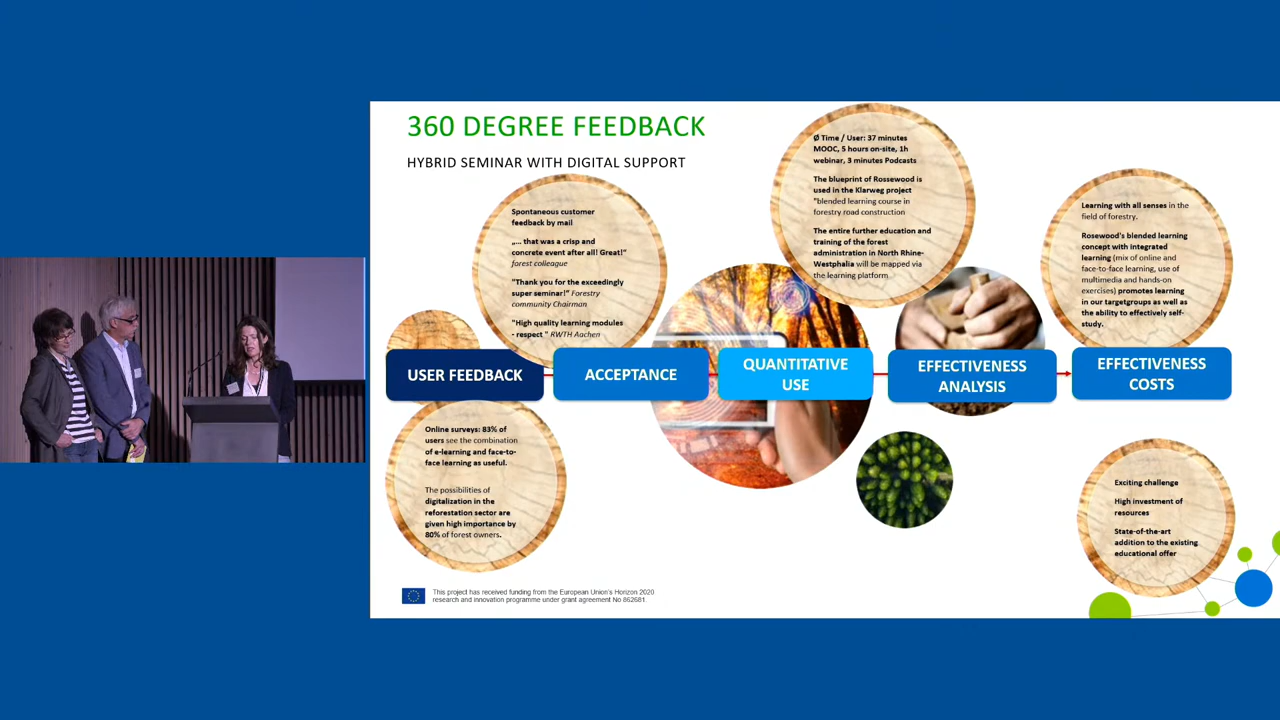 360 DEGREE FEEDBACK
HYBRID SEMINAR WITH DIGITAL SUPPORT
Spontaneous customer
feedback by mail
„... that was a crisp and
concrete event after all! Great!“
forest colleague
"Thank you for the exceedingly
super seminar!" Forestry
community Chairman
"High quality learning modules
- respect " RWTH Aachen
Ø Time / User: 37 minutes
MOOC, 5 hours on-site, 1h
webinar, 3 minutes Podcasts
The blueprint of Rossewood is
used in the Klarweg project
"blended learning course in
forestry road construction
The entire further education and
training of the forest
administration in North Rhine-
Westphalia will be mapped via
the learning platform
Learning with all senses in the
field of forestry.
Rosewood's blended learning
concept with integrated
learning (mix of online and
face-to-face learning, use of
multimedia and hands-on
exercises) promotes learning
in our targetgroups as well as
the ability to effectively self-
study.
USER FEEDBACK
ACCEPTANCE
QUANTITATIVE
USE
EFFECTIVENESS
ANALYSIS
EFFECTIVENESS
COSTS
Online surveys: 83% of
users see the combination
of e-learning and face-to-
face learning as useful.
The possibilities of
digitalization in the
reforestation sector are
given high importance by
80% of forest owners.
Exciting challenge
High investment of
resources
State-of-the-art
addition to the existing
educational offer
This project has received funding from the European Union's Horizon 2020
research and innovation programme under grant agreement No 862681.